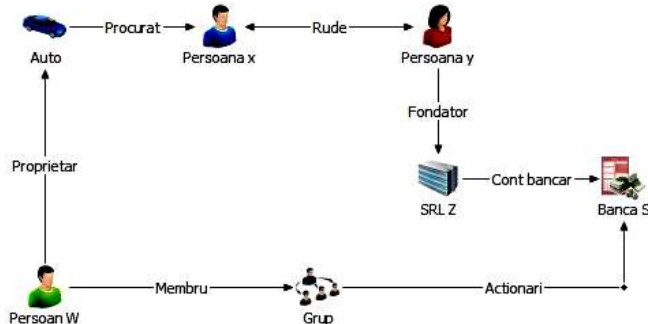 Procurat
Rude
Auto
Persoana x
Persoana y
Fondator
Proprietar
Cont bancar
SRL Z
Banca S
Membru
Actionari
Persoan W
Grup